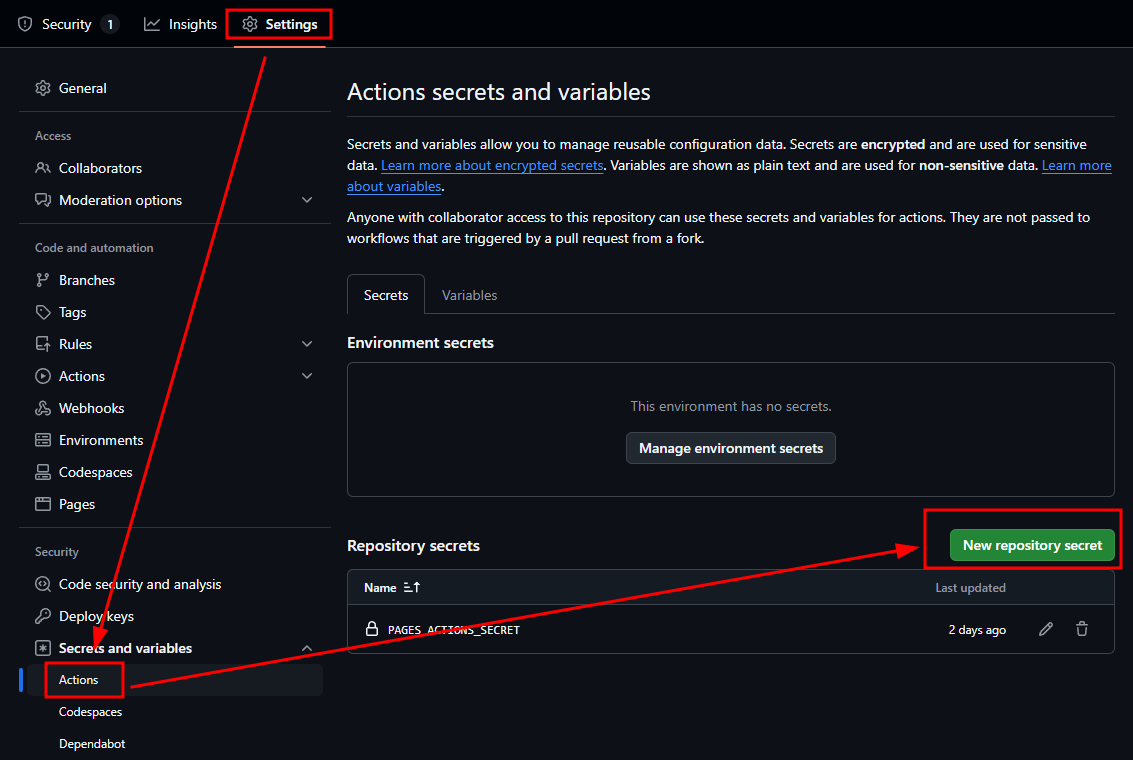 Security 1 Insights Settings
General
Access
Collaborators
Moderation options
Code and automation
Branches
Tags
Rules
Actions
Webhooks
Environments
Codespaces
Pages
Security
Code security and analysis
Deploy keys
Secrets and variables
Actions
Codespaces
Dependabot
Actions secrets and variables
Secrets and variables allow you to manage reusable configuration data. Secrets are encrypted and are used for sensitive
data. Learn more about encrypted secrets. Variables are shown as plain text and are used for non-sensitive data. Learn more
about variables.
Anyone with collaborator access to this repository can use these secrets and variables for actions. They are not passed to
workflows that are triggered by a pull request from a fork.
Secrets Variables
Environment secrets
This environment has no secrets.
Manage environment secrets
Repository secrets New repository secret
Name Last updated
PAGES_ACTIONS_SECRET 2 days ago